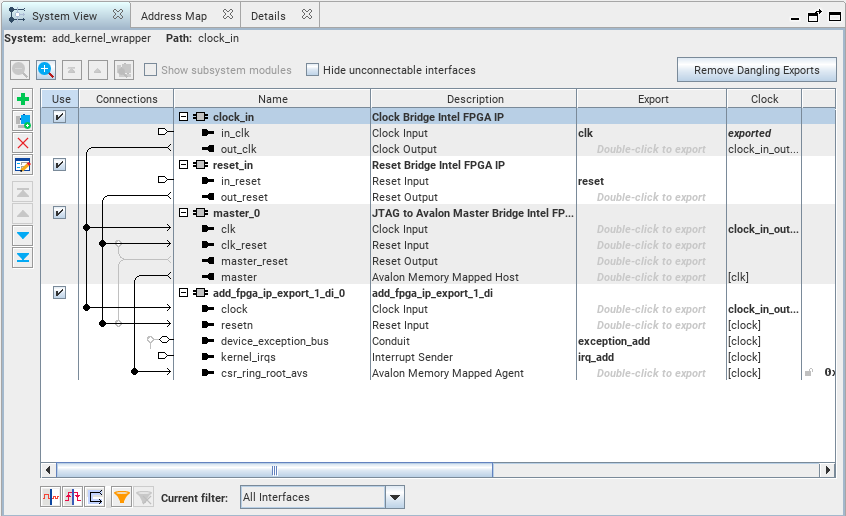 System View Address Map Details
System: add_kernel_wrapper Path: clock_in
Show subsystem modules Hide unconnectable interfaces Remove Dangling Exports
Use Connections Name Description Export Clock
clock_in Clock Bridge Intel FPGA IP
in_clk Clock Input clk exported
out_clk Clock Output Double-click to export clock_in_out...
reset_in Reset Bridge Intel FPGA IP
in_reset Reset Input reset
out_reset Reset Output Double-click to export
master_0 JTAG to Avalon Master Bridge Intel FP...
clk Clock Input Double-click to export clock_in_out...
clk_reset Reset Input Double-click to export
master_reset Reset Output Double-click to export
master Avalon Memory Mapped Host Double-click to export [clk]
add_fpga_ip_export_1_di_0 add_fpga_ip_export_1_di
clock Clock Input Double-click to export clock_in_out...
resetn Reset Input Double-click to export [clock]
device_exception_bus Conduit exception_add [clock]
kernel_irqs Interrupt Sender irq_add [clock]
csr_ring_root_avs Avalon Memory Mapped Agent Double-click to export [clock]
Current filter: All Interfaces